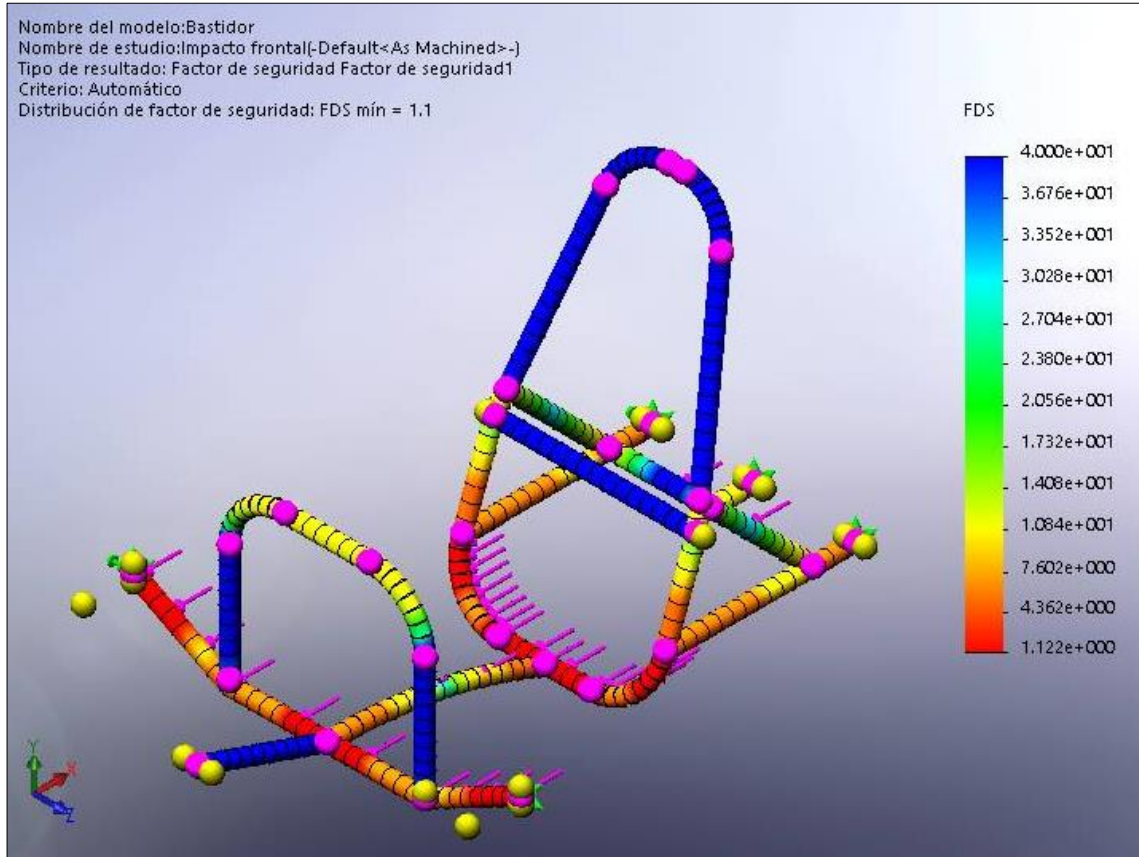 Nombre del modelo:Bastidor
Nombre de estudio:Impacto frontal(-Default<As Machined>-)
Tipo de resultado: Factor de seguridad Factor de seguridad1
Criterio: Automático
Distribución de factor de seguridad: FDS mín = 1.1
FDS
4.000e+001
3.676e+001
3.352e+001
3.028e+001
2.704e+001
2.380e+001
2.056e+001
1.732e+001
1.408e+001
1.084e+001
7.602e+000
4.362e+000
1.122e+000
Y
X
Z